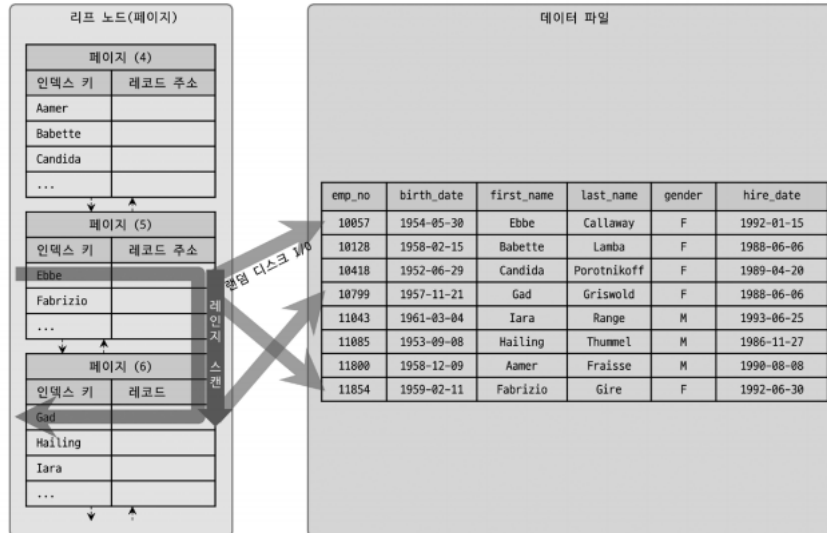 리프 노드(페이지)
페이지 (4)
인덱스 키 레코드 주소
Aamer
Babette
Candida
...
페이지 (5)
인덱스 키 레코드 주소
Ebbe
Fabrizio
...
페이지 (6)
인덱스 키 레코드
Gad
Hailing
Iara
...
레인지 스캔
랜덤 디스크 I/O
데이터 파일
emp_no birth_date first_name last_name gender hire_date
10057 1954-05-30 Ebbe Callaway F 1992-01-15
10128 1958-02-15 Babette Lamba F 1988-06-06
10418 1952-06-29 Candida Porotnikoff F 1989-04-20
10799 1957-11-21 Gad Griswold F 1988-06-06
11043 1961-03-04 Iara Range M 1993-06-25
11085 1953-09-08 Hailing Thummel M 1986-11-27
11800 1958-12-09 Aamer Fraisse M 1990-08-08
11854 1959-02-11 Fabrizio Gire F 1992-06-30